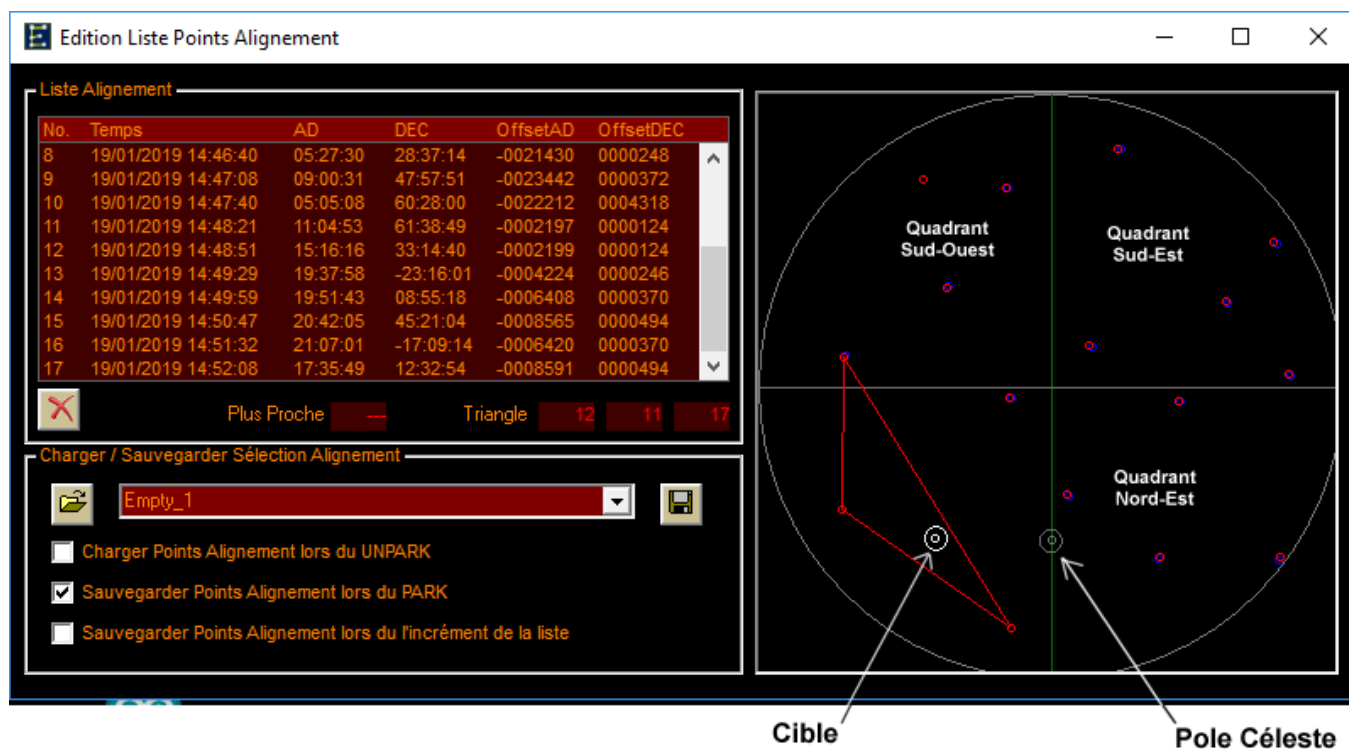 Edition Liste Points Alignement
Liste Alignement
No. Temps AD DEC OffsetAD OffsetDEC
8 19/01/2019 14:46:40 05:27:30 28:37:14 -0021430 0000248
9 19/01/2019 14:47:08 09:00:31 47:57:51 -0023442 0000372
10 19/01/2019 14:47:40 05:05:08 60:28:00 -0022212 0004318
11 19/01/2019 14:48:21 11:04:53 61:38:49 -0002197 0000124
12 19/01/2019 14:48:51 15:16:16 33:14:40 -0002199 0000124
13 19/01/2019 14:49:29 19:37:58 -23:16:01 -0004224 0000246
14 19/01/2019 14:49:59 19:51:43 08:55:18 -0006408 0000370
15 19/01/2019 14:50:47 20:42:05 45:21:04 -0008565 0000494
16 19/01/2019 14:51:32 21:07:01 -17:09:14 -0006420 0000370
17 19/01/2019 14:52:08 17:35:49 12:32:54 -0008591 0000494
Plus Proche --- Triangle 12 11 17
Charger / Sauvegarder Sélection Alignement
Empty_1
Charger Points Alignement lors du UNPARK
Sauvegarder Points Alignement lors du PARK
Sauvegarder Points Alignement lors du l'incrément de la liste
Quadrant
Sud-Ouest
Quadrant
Sud-Est
Quadrant
Nord-Est
Cible
Pole Céleste